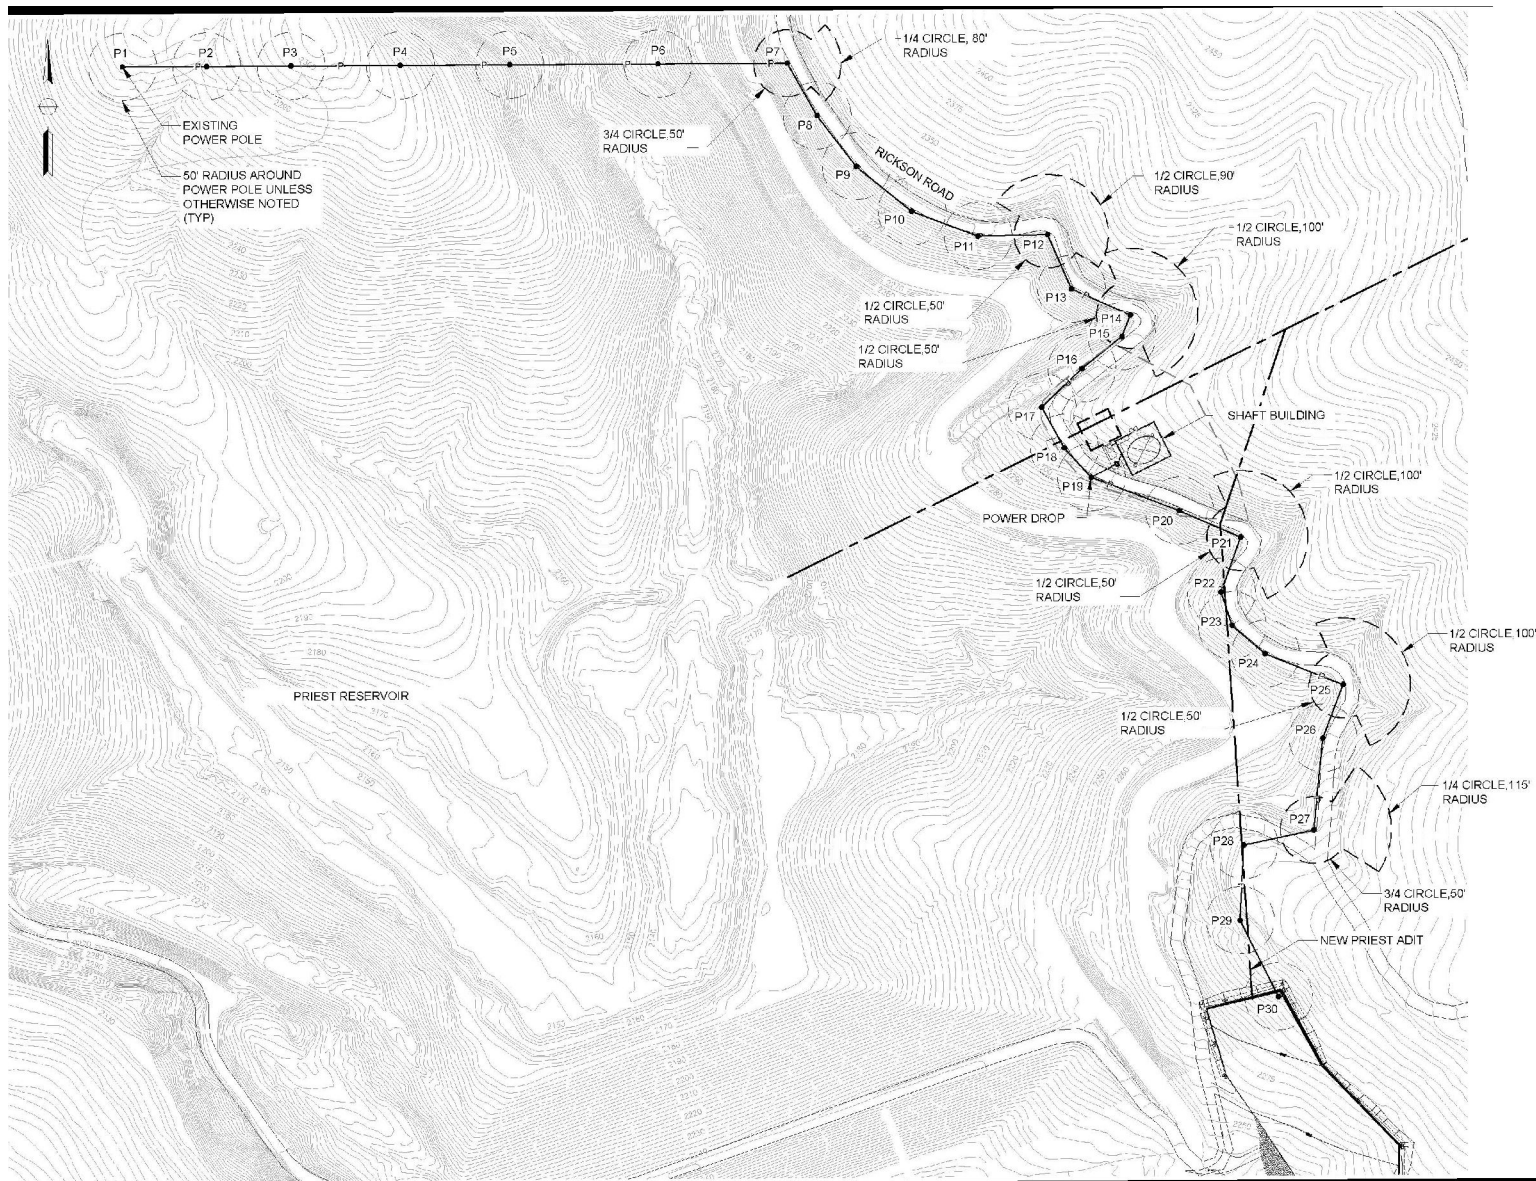 P1
P2
P3
P4
P5
P6
P7
1/4 CIRCLE, 80'
RADIUS
EXISTING
POWER POLE
3/4 CIRCLE,50'
RADIUS
P8
50' RADIUS AROUND
POWER POLE UNLESS
OTHERWISE NOTED
(TYP)
P9
RICKSON ROAD
1/2 CIRCLE,90'
RADIUS
P10
P11
P12
1/2 CIRCLE,100'
RADIUS
P13
1/2 CIRCLE,50'
RADIUS
P14
P15
1/2 CIRCLE,50'
RADIUS
P16
P17
SHAFT BUILDING
P18
P19
1/2 CIRCLE,100'
RADIUS
POWER DROP
P20
P21
1/2 CIRCLE,50'
RADIUS
P22
P23
1/2 CIRCLE,100'
RADIUS
P24
P25
PRIEST RESERVOIR
1/2 CIRCLE,50'
RADIUS
P26
1/4 CIRCLE,115'
RADIUS
P27
P28
3/4 CIRCLE,50'
RADIUS
P29
NEW PRIEST ADIT
P30